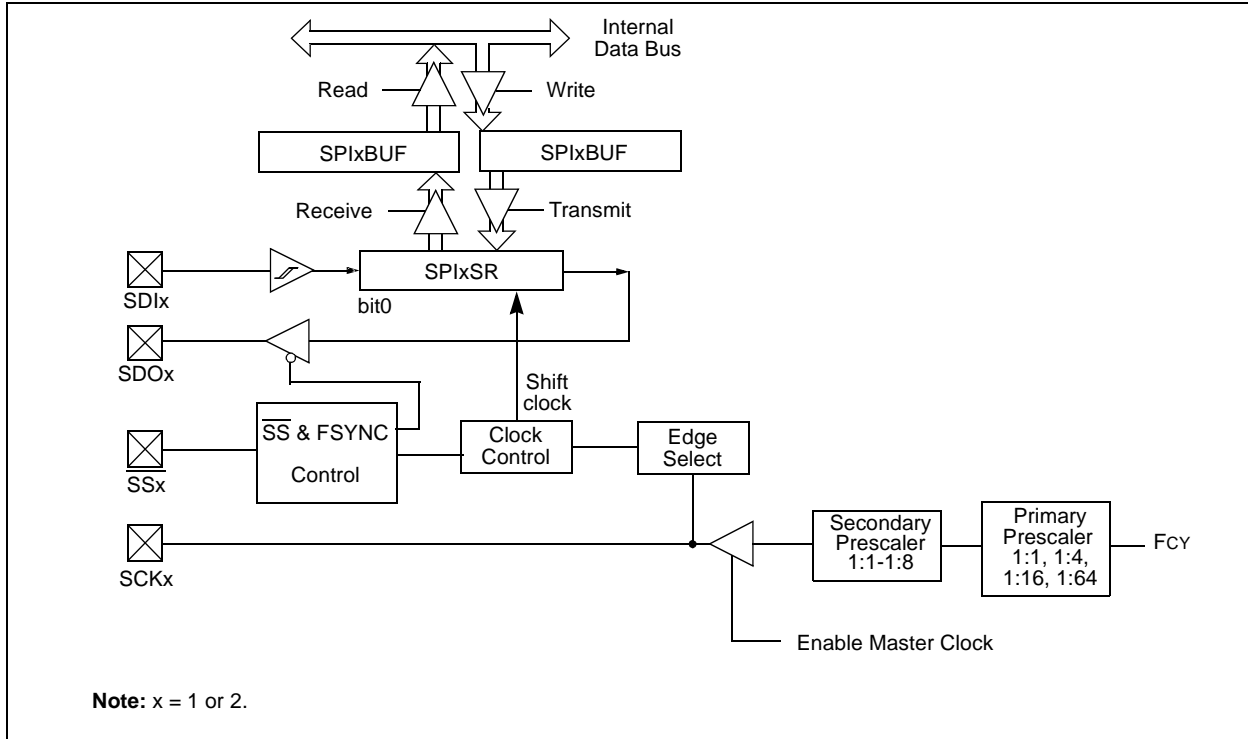 Internal
Data Bus
Read
Write
SPIxBUF
SPIxBUF
Receive
Transmit
SDIx
SPIxSR
bit0
SDOx
Shift
clock
SS & FSYNC
Control
Clock
Control
Edge
Select
SSx
SCKx
Secondary
Prescaler
1:1-1:8
Primary
Prescaler
1:1, 1:4,
1:16, 1:64
FCY
Enable Master Clock
Note: x = 1 or 2.